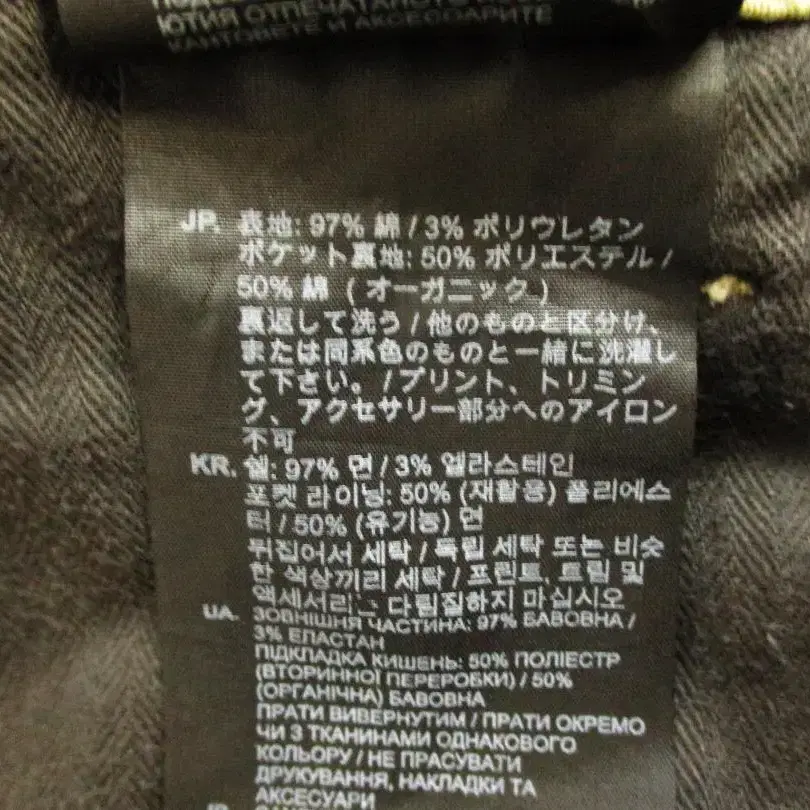 ЮТИЯ ОТПЕЧАТАНОТО
КАНТОВЕТЕ И АКСЕСОАРИТЕ
JP. 表地: 97% 綿 / 3% ポリウレタン
ポケット裏地: 50% ポリエステル /
50% 綿 ( オーガニック )
裏返して洗う / 他のものと区分け、
または同系色のものと一緒に洗濯し
て下さい。 / プリント、トリミン
グ、アクセサリー部分へのアイロン
不可
KR. 쉘: 97% 면 / 3% 엘라스테인
포켓 라이닝: 50% (재활용) 폴리에스
터 / 50% (유기농) 면
뒤집어서 세탁 / 독립 세탁 또는 비슷
한 색상끼리 세탁 / 프린트, 트림 및
액세서리는 다림질하지 마십시오
UA. ЗОВНІШНЯ ЧАСТИНА: 97% БАВОВНА /
3% ЕЛАСТАН
ПІДКЛАДКА КИШЕНЬ: 50% ПОЛІЕСТР
(ВТОРИННОЇ ПЕРЕРОБКИ) / 50%
(ОРГАНІЧНА) БАВОВНА
ПРАТИ ВИВЕРНУТИМ / ПРАТИ ОКРЕМО
ЧИ З ТКАНИНАМИ ОДНАКОВОГО
КОЛЬОРУ / НЕ ПРАСУВАТИ
ДРУКУВАННЯ, НАКЛАДКИ ТА
АКСЕСУАРИ